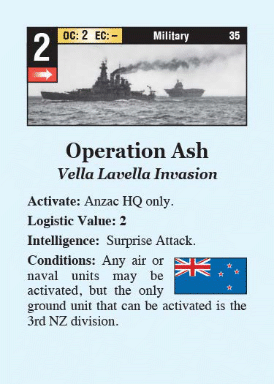 2
OC: 2 EC: –
Military
35
Operation Ash
Vella Lavella Invasion
Activate: Anzac HQ only.
Logistic Value: 2
Intelligence: Surprise Attack.
Conditions: Any air or
naval units may be
activated, but the only
ground unit that can be activated is the
3rd NZ division.